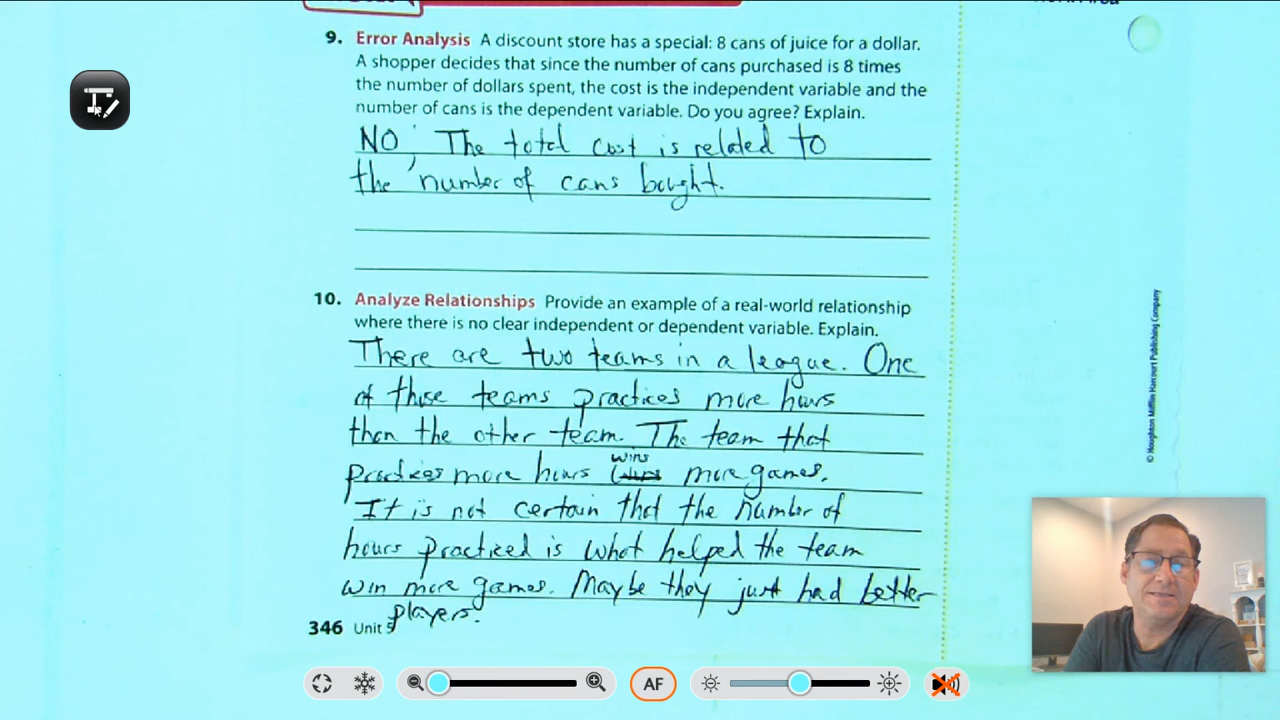 9. Error Analysis A discount store has a special: 8 cans of juice for a dollar.
A shopper decides that since the number of cans purchased is 8 times
the number of dollars spent, the cost is the independent variable and the
number of cans is the dependent variable. Do you agree? Explain.
NO, The total cost is related to
the number of cans bought.
10. Analyze Relationships Provide an example of a real-world relationship
where there is no clear independent or dependent variable. Explain.
There are two teams in a league. One
of those teams practices more hours
than the other team. The team that
practices more hours wins more games.
It is not certain that the number of
hours practiced is what helped the team
win more games. Maybe they just had better
players.
346 Unit 5
© Houghton Mifflin Harcourt Publishing Company
AF